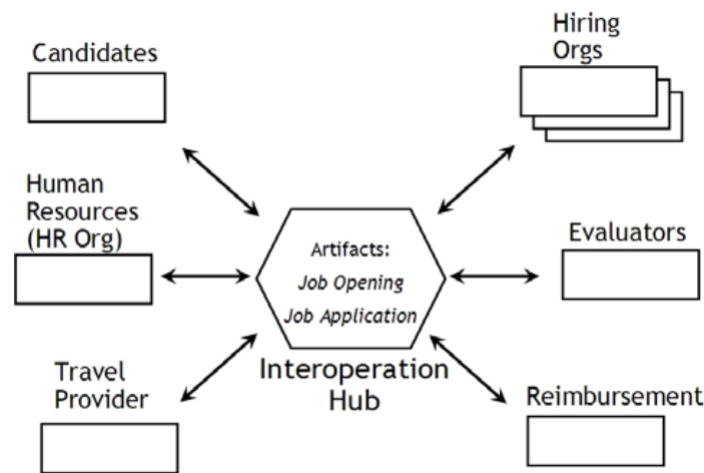 Candidates
Hiring
Orgs
Human
Resources
(HR Org)
Artifacts:
Job Opening
Job Application
Evaluators
Travel
Provider
Interoperation
Hub
Reimbursement